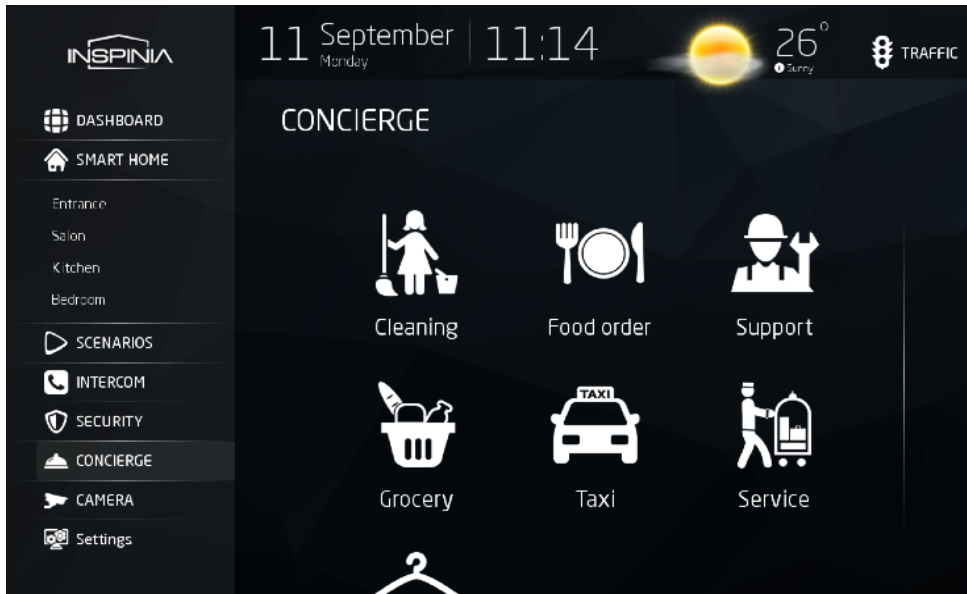 INSPINIA
11 September
Monday
11:14
26°
Sunny
TRAFFIC
DASHBOARD
SMART HOME
Entrance
Salon
Kitchen
Bedroom
SCENARIOS
INTERCOM
SECURITY
CONCIERGE
CAMERA
Settings
CONCIERGE
Cleaning
Food order
Support
TAXI
Grocery
Taxi
Service